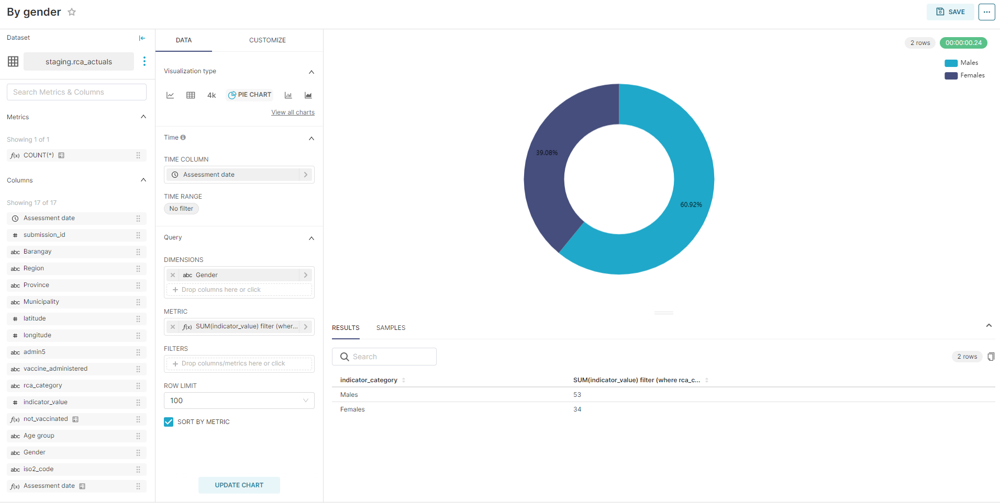 By gender
SAVE
Dataset
staging.rca_actuals
Search Metrics & Columns
Metrics
Showing 1 of 1
f(x) COUNT(*)
Columns
Showing 17 of 17
Assessment date
# submission_id
abc Barangay
abc Region
abc Province
abc Municipality
# latitude
# longitude
abc admin5
abc vaccine_administered
abc rca_category
# indicator_value
f(x) not_vaccinated
abc Age group
abc Gender
abc iso2_code
f(x) Assessment date
DATA
CUSTOMIZE
Visualization type
4k
PIE CHART
View all charts
Time
TIME COLUMN
Assessment date
TIME RANGE
No filter
Query
DIMENSIONS
abc Gender
+ Drop columns here or click
METRIC
f(x) SUM(indicator_value) filter (wher...
FILTERS
+ Drop columns/metrics here or click
ROW LIMIT
100
SORT BY METRIC
UPDATE CHART
2 rows
00:00:00.24
Males
Females
39.08%
60.92%
RESULTS
SAMPLES
Search
2 rows
indicator_category SUM(indicator_value) filter (where rca_c...
Males 53
Females 34